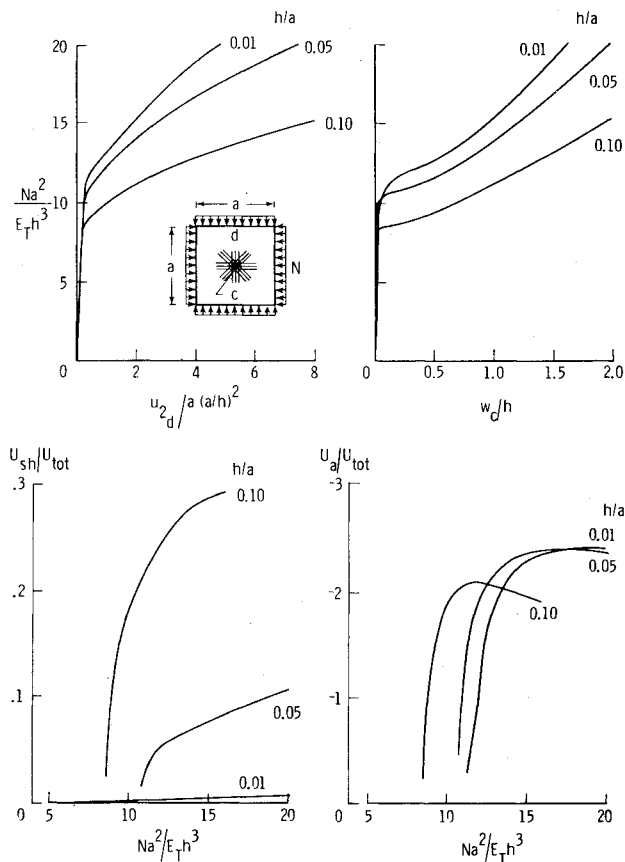 h/a
h/a
20
0.01
0.05
0.01
0.05
15
0.10
0.10
Na²/E_T h³
10
a
d
a
N
c
5
0
2
4
6
8
u_2d/a (a/h)²
0
0.5
1.0
1.5
2.0
w_c/h
U_sh/U_tot
U_a/U_tot
.3
h/a
0.10
-3
h/a
0.01
0.05
.2
-2
0.10
.1
0.05
-1
0.01
0
5
10
15
20
Na²/E_T h³
0
5
10
15
20
Na²/E_T h³